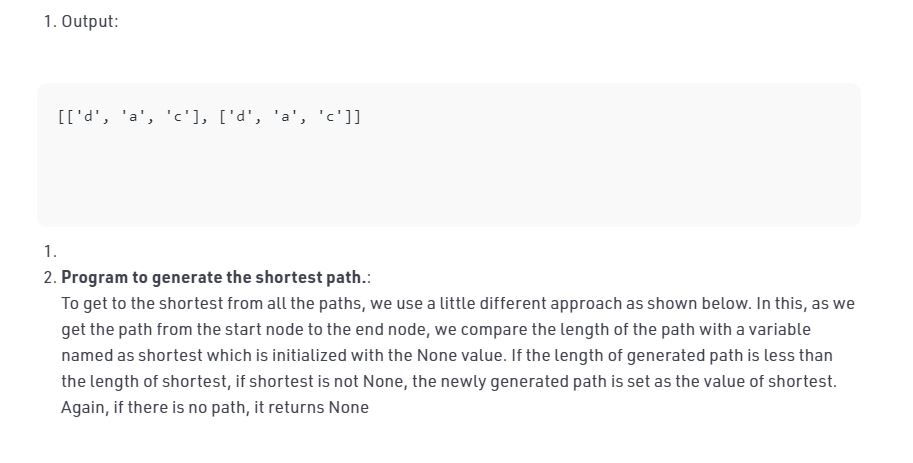 1. Output:
[['d', 'a', 'c'], ['d', 'a', 'c']]
1.
2. Program to generate the shortest path.:
To get to the shortest from all the paths, we use a little different approach as shown below. In this, as we
get the path from the start node to the end node, we compare the length of the path with a variable
named as shortest which is initialized with the None value. If the length of generated path is less than
the length of shortest, if shortest is not None, the newly generated path is set as the value of shortest.
Again, if there is no path, it returns None